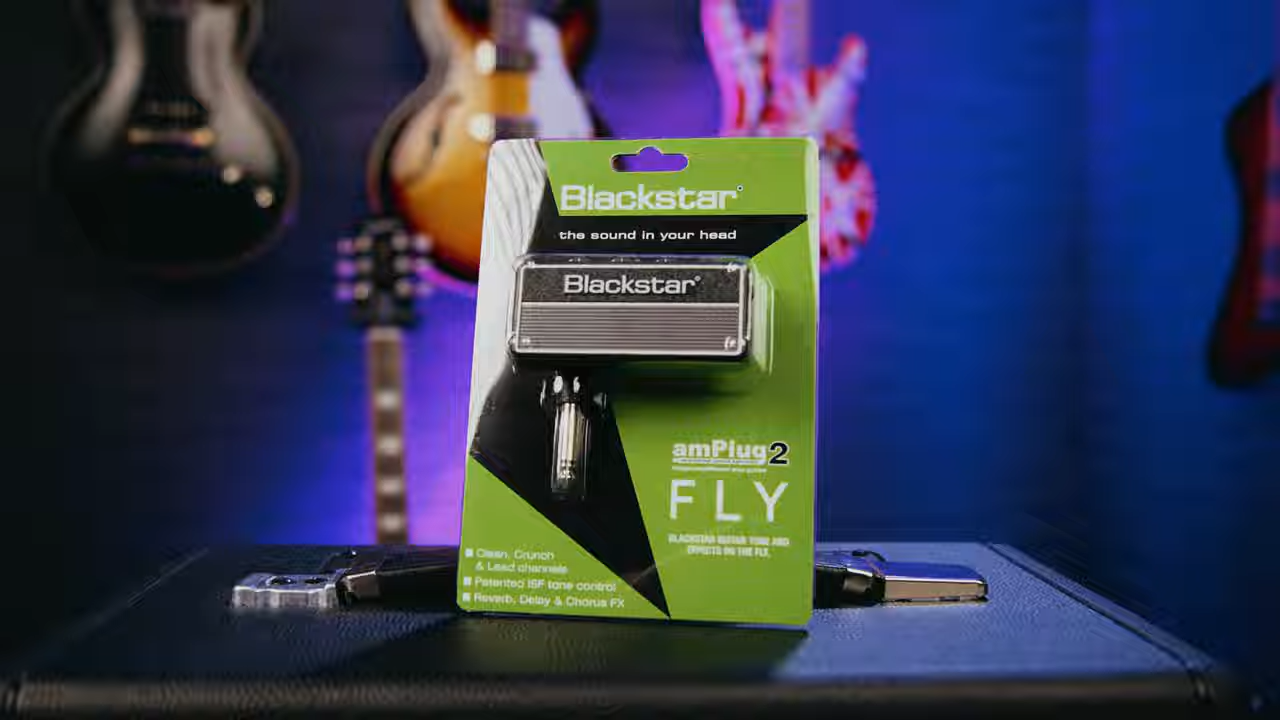 Blackstar
the sound in your head
Blackstar
amPlug2
FLY
BLACKSTAR GUITAR TONE AND
EFFECTS ON THE FLY.
Clean, Crunch
& Lead channels
Patented ISF tone control
Reverb, Delay & Chorus FX